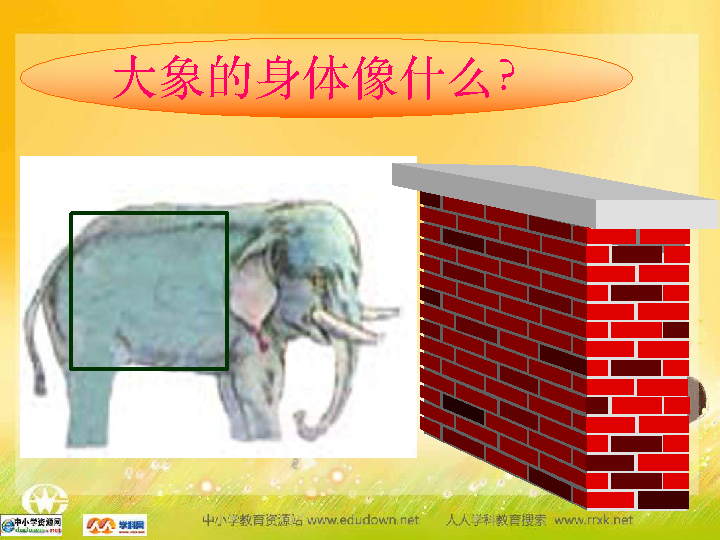 大象的身体像什么?
中小学资源网
学科网
中小学教育资源站 www.edudown.net 人人学科教育搜索 www.rrxk.net